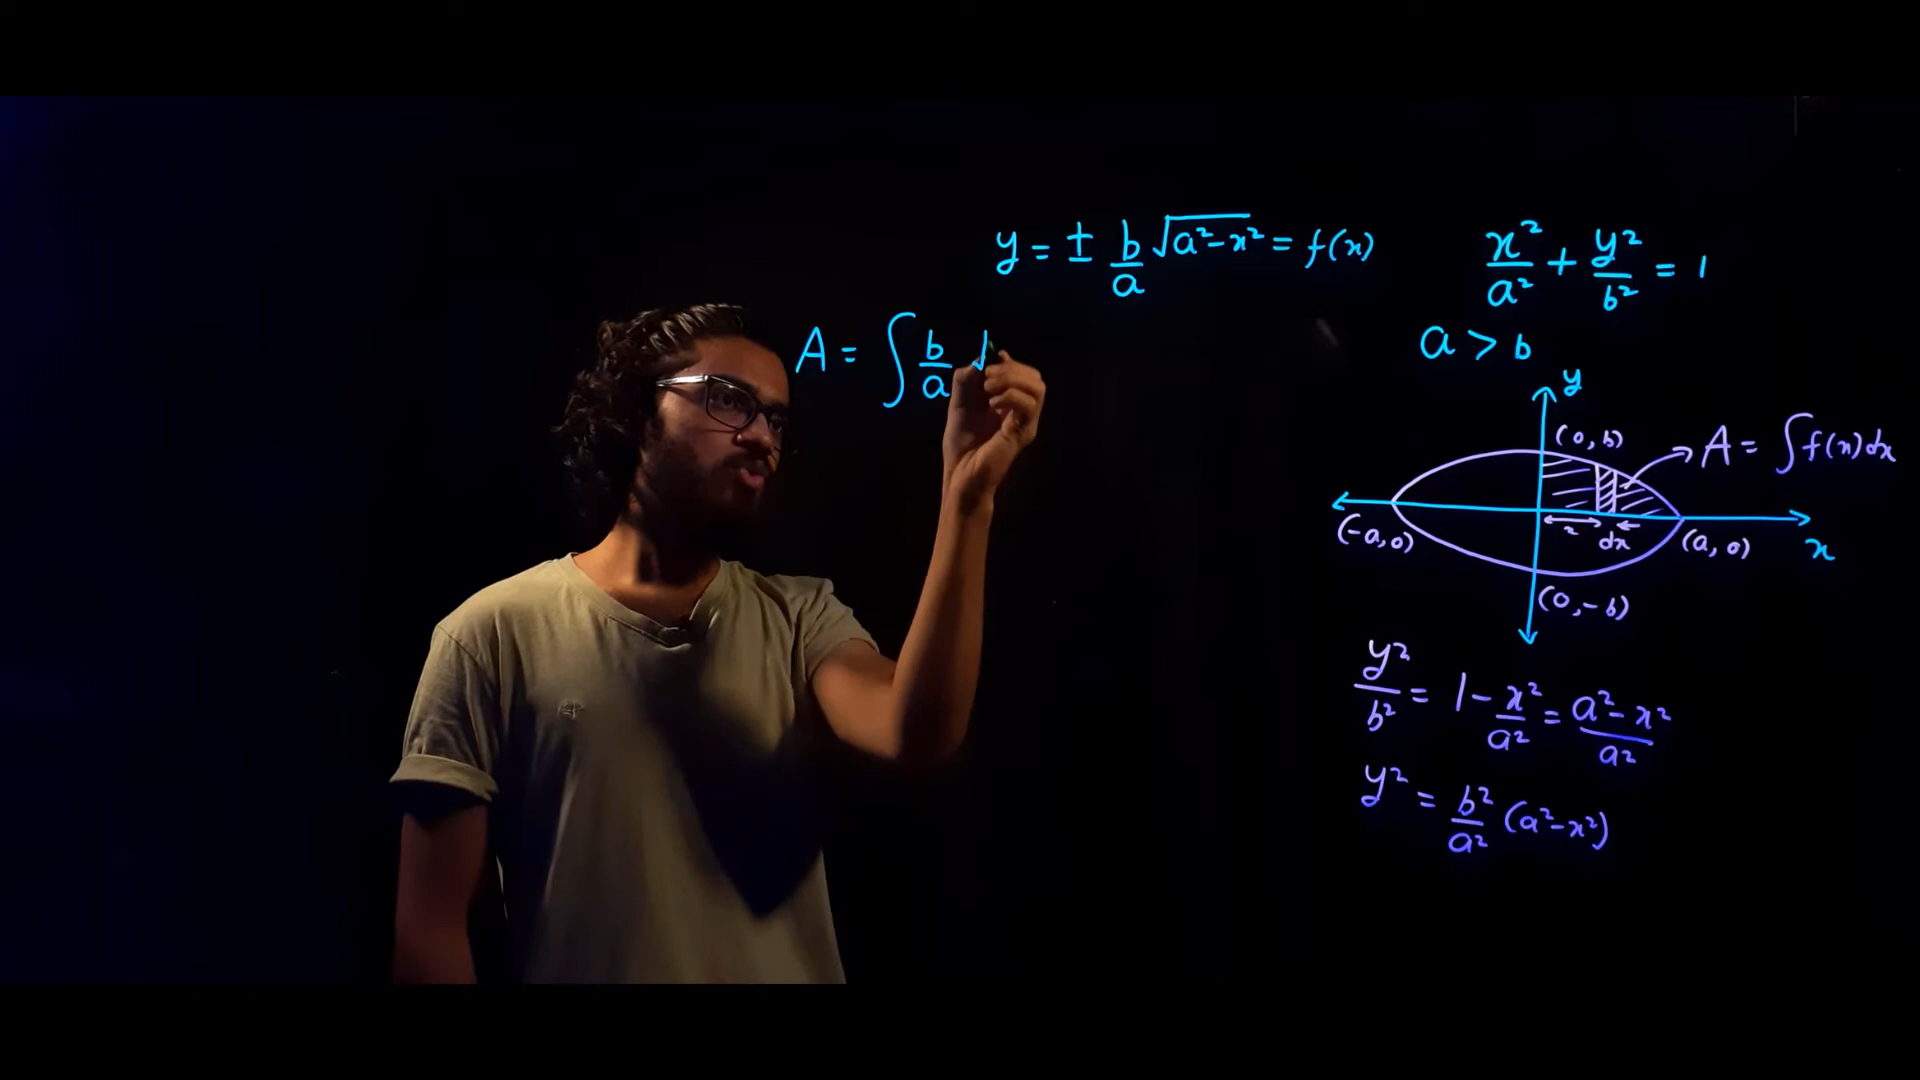 y = ± b/a √(a²-x²) = f(x)
x²/a² + y²/b² = 1
A = ∫ b/a √
a > b
y
(0, b)
A = ∫ f(x) dx
(-a, 0)
x
dx
(a, 0)
x
(0, -b)
y²/b² = 1 - x²/a² = a²-x²/a²
y² = b²/a² (a²-x²)